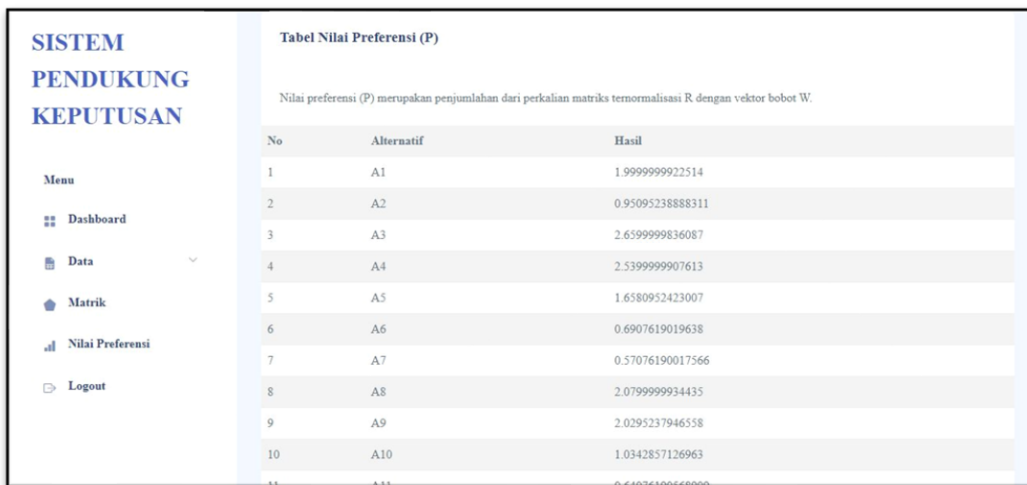 SISTEM
PENDUKUNG
KEPUTUSAN
Menu
Dashboard
Data
Matrik
Nilai Preferensi
Logout
Tabel Nilai Preferensi (P)
Nilai preferensi (P) merupakan penjumlahan dari perkalian matriks ternormalisasi R dengan vektor bobot W.
No Alternatif Hasil
1 A1 1.9999999922514
2 A2 0.95095238888311
3 A3 2.6599999836087
4 A4 2.5399999907613
5 A5 1.6580952423007
6 A6 0.6907619019638
7 A7 0.57076190017566
8 A8 2.0799999934435
9 A9 2.0295237946558
10 A10 1.0342857126963
11 A11